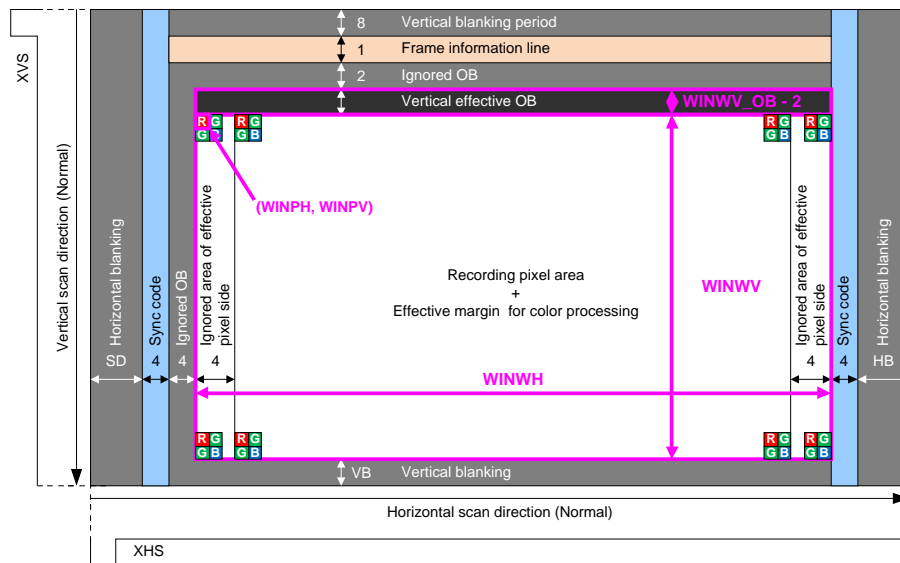 XVS
8 Vertical blanking period
1 Frame information line
2 Ignored OB
Vertical effective OB
WINWV_OB - 2
R G R G
G B G B
R G R G
G B G B
(WINPH, WINPV)
Vertical scan direction (Normal)
Horizontal blanking
SD
Sync code
4
Ignored OB
4
Ignored area of effective
pixel side
4
Recording pixel area
+
Effective margin for color processing
WINWV
WINWH
Ignored area of effective
pixel side
4
Sync code
4
Horizontal blanking
HB
R G R G
G B G B
R G R G
G B G B
VB Vertical blanking
Horizontal scan direction (Normal)
XHS